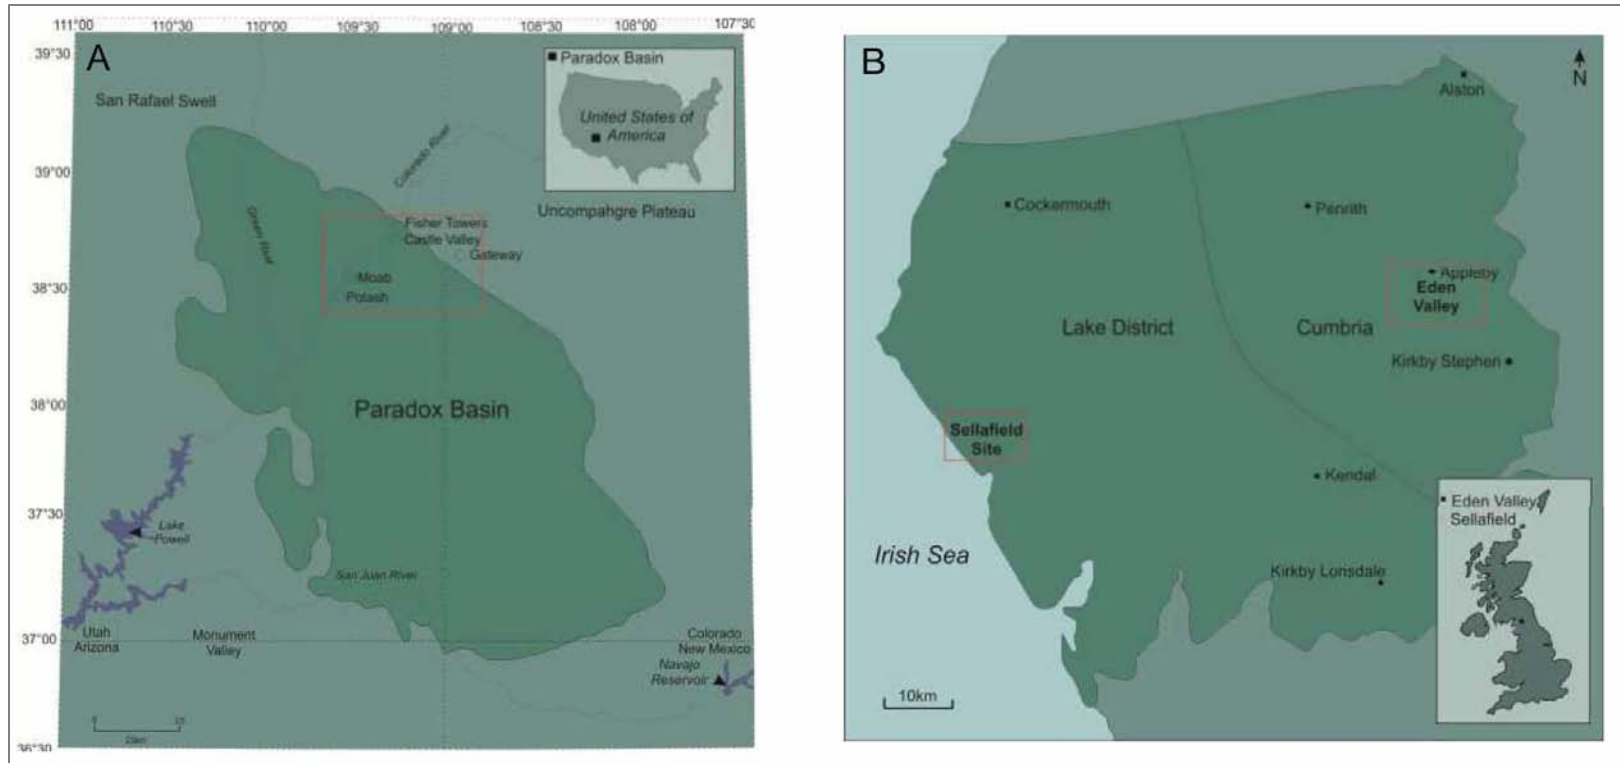 111°00 110°30 110°00 109°30 109°00 108°30 108°00 107°30
39°30
39°00
38°30
38°00
37°30
37°00
36°30
A
San Rafael Swell
Paradox Basin
United States of
America
Colorado River
Uncompahgre Plateau
Green River
Fisher Towers
Castle Valley
Gateway
Moab
Potash
Paradox Basin
Lake
Powell
San Juan River
Utah
Arizona
Monument
Valley
Colorado
New Mexico
Navajo
Reservoir
0
25km
B
N
Alston
Cockermouth
Penrith
Appleby
Eden
Valley
Lake District
Cumbria
Kirkby Stephen
Sellafield
Site
Kendal
Irish Sea
Kirkby Lonsdale
10km
Eden Valley
Sellafield